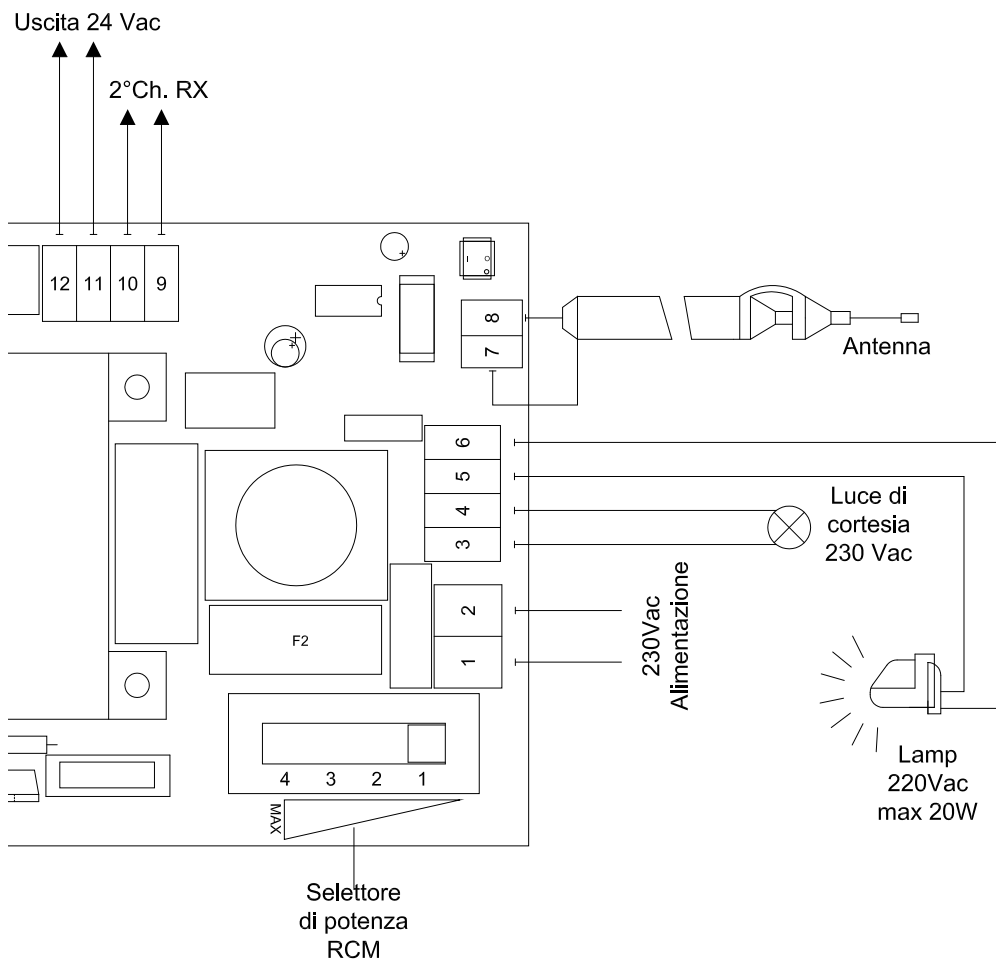 Uscita 24 Vac
2°Ch. RX
12 11 10 9
8
7
Antenna
6
5
4
3
Luce di
cortesia
230 Vac
2
1
230Vac
Alimentazione
F2
4 3 2 1
MAX
Lamp
220Vac
max 20W
Selettore
di potenza
RCM